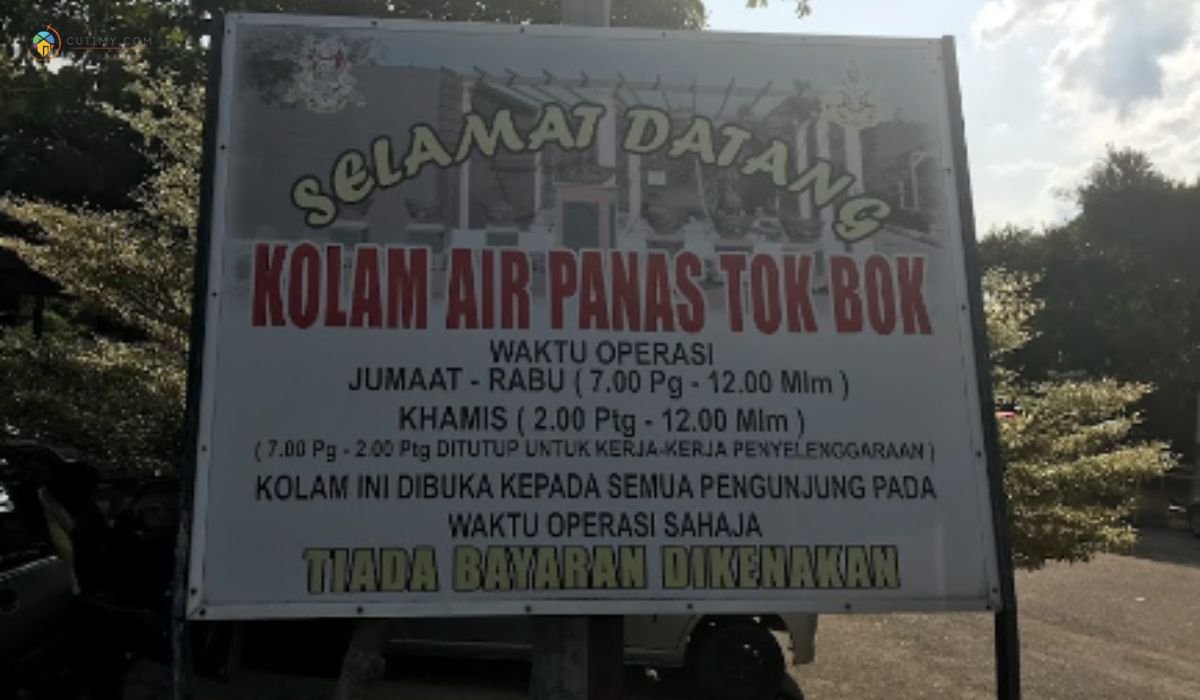 CUTIMY.COM
SELAMAT DATANG
KOLAM AIR PANAS TOK BOK
WAKTU OPERASI
JUMAAT - RABU ( 7.00 Pg - 12.00 Mlm )
KHAMIS ( 2.00 Ptg - 12.00 Mlm )
( 7.00 Pg - 2.00 Ptg DITUTUP UNTUK KERJA-KERJA PENYELENGGARAAN )
KOLAM INI DIBUKA KEPADA SEMUA PENGUNJUNG PADA
WAKTU OPERASI SAHAJA
TIADA BAYARAN DIKENAKAN